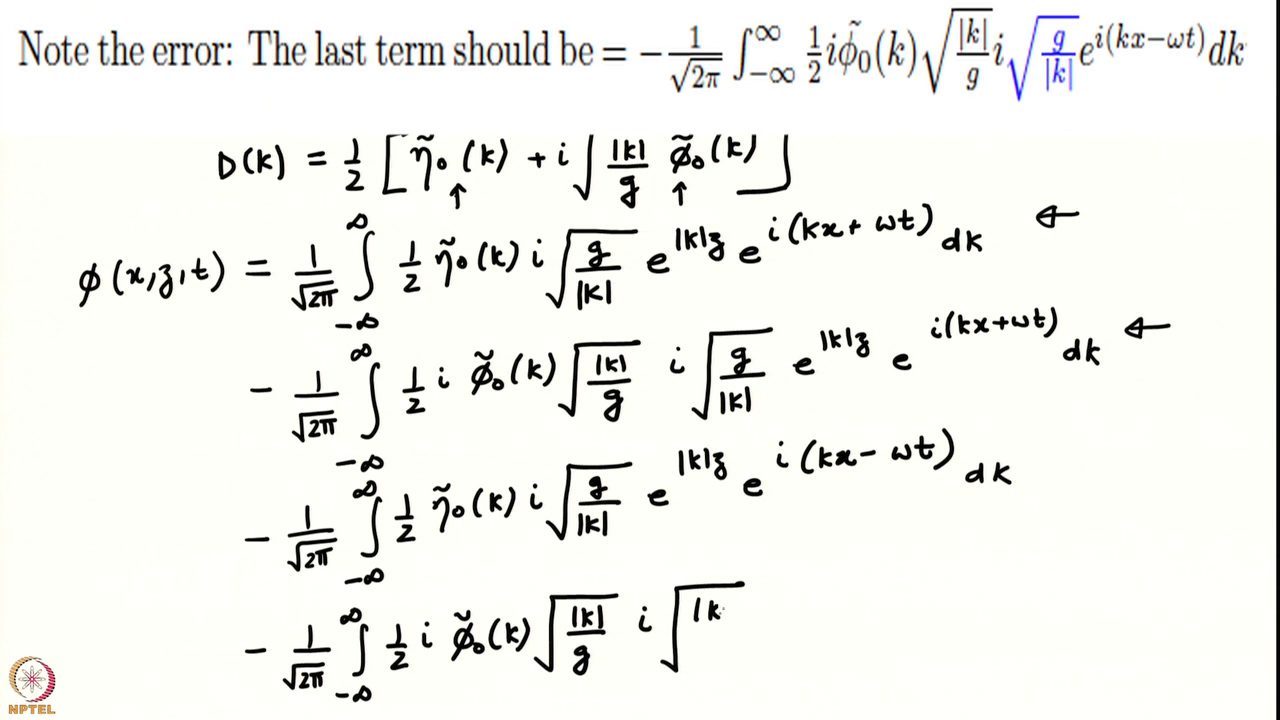 Note the error: The last term should be = −1/√2π ∫_{−∞}^{∞} 1/2 i φ̃₀(k) √(|k|/g) i √(g/|k|) e^{i(kx−ωt)} dk
D(k) = 1/2 [ η̃₀(k) + i √(|k|/g) φ̃₀(k) ]
φ(x,z,t) = 1/√2π ∫_{−∞}^{∞} 1/2 η̃₀(k) i √(g/|k|) e^{|k|z} e^{i(kx+ωt)} dk ←
− 1/√2π ∫_{−∞}^{∞} 1/2 i φ̃₀(k) √(|k|/g) i √(g/|k|) e^{|k|z} e^{i(kx+ωt)} dk ←
− 1/√2π ∫_{−∞}^{∞} 1/2 η̃₀(k) i √(g/|k|) e^{|k|z} e^{i(kx−ωt)} dk
− 1/√2π ∫_{−∞}^{∞} 1/2 i φ̃₀(k) √(|k|/g) i √|k
NPTEL